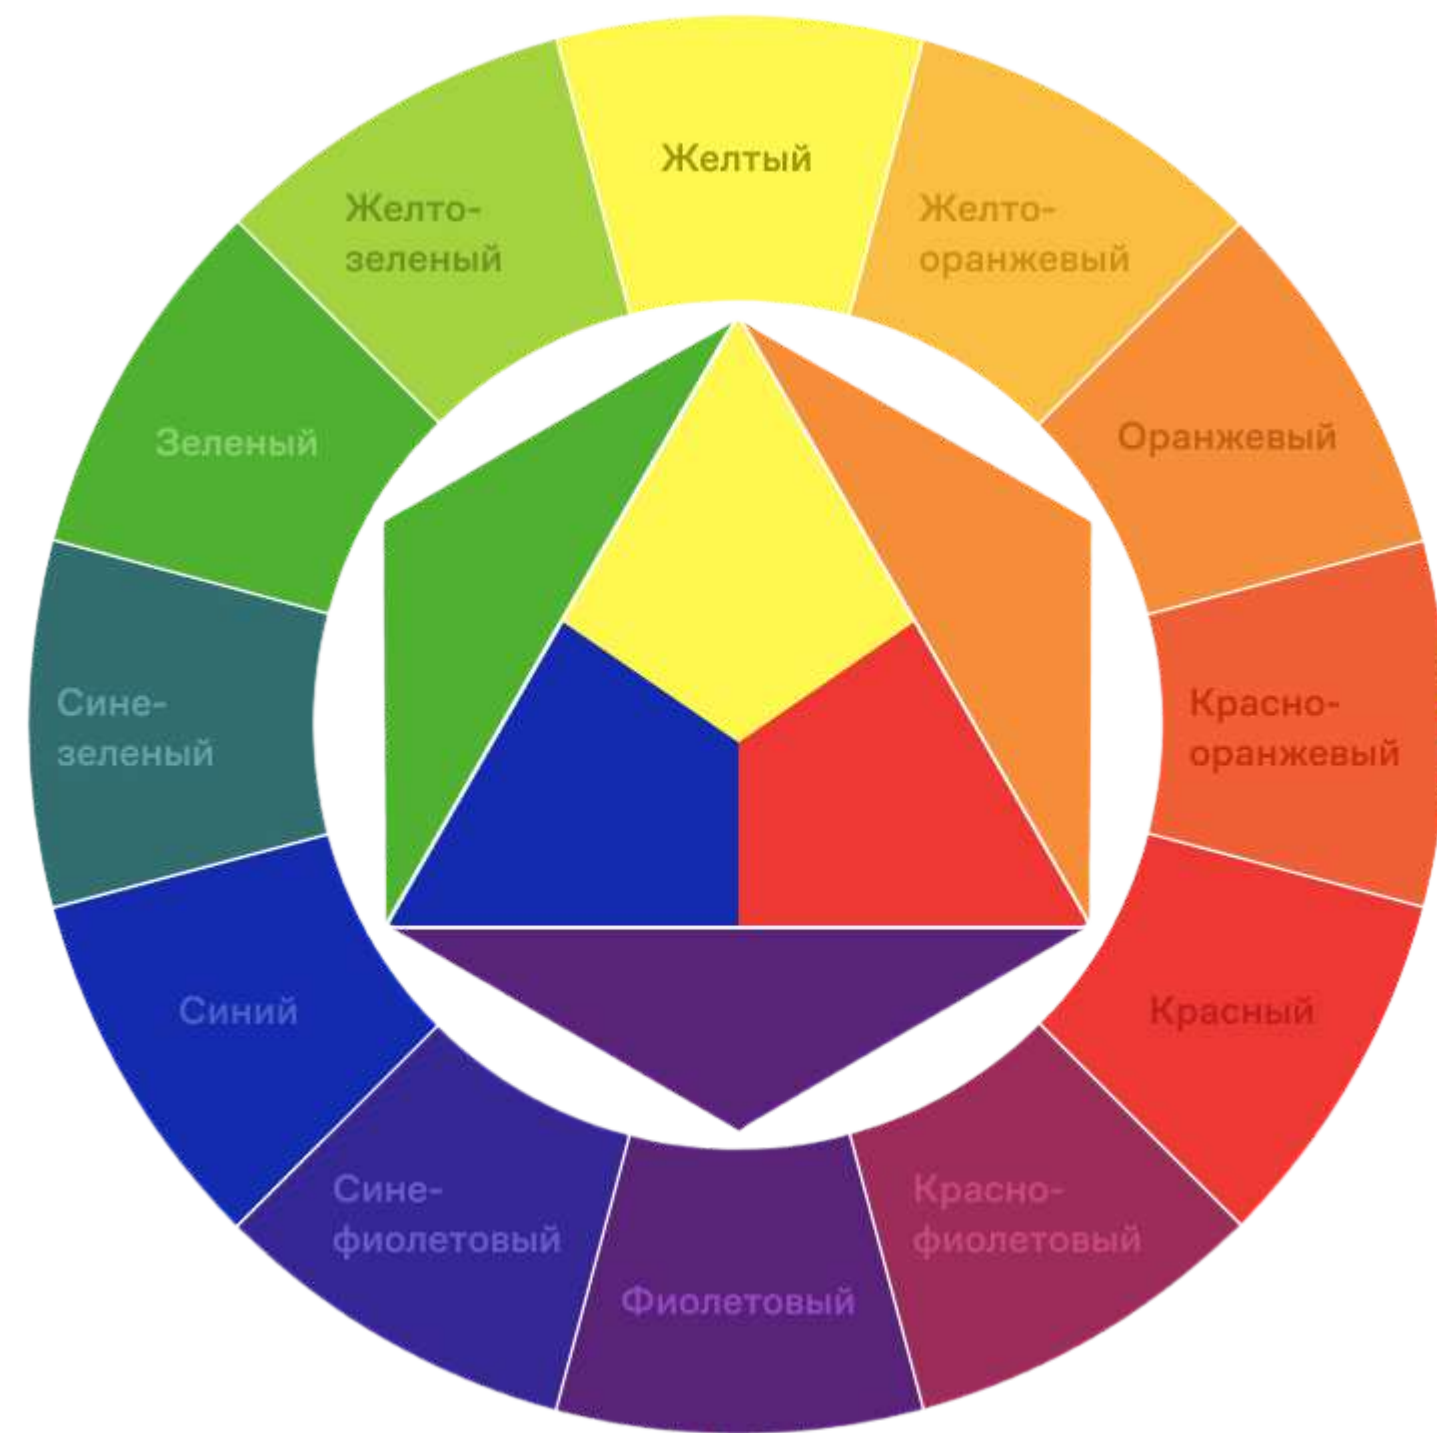 Желтый
Желто-
зеленый
Желто-
оранжевый
Зеленый
Оранжевый
Сине-
зеленый
Красно-
оранжевый
Синий
Красный
Сине-
фиолетовый
Красно-
фиолетовый
Фиолетовый